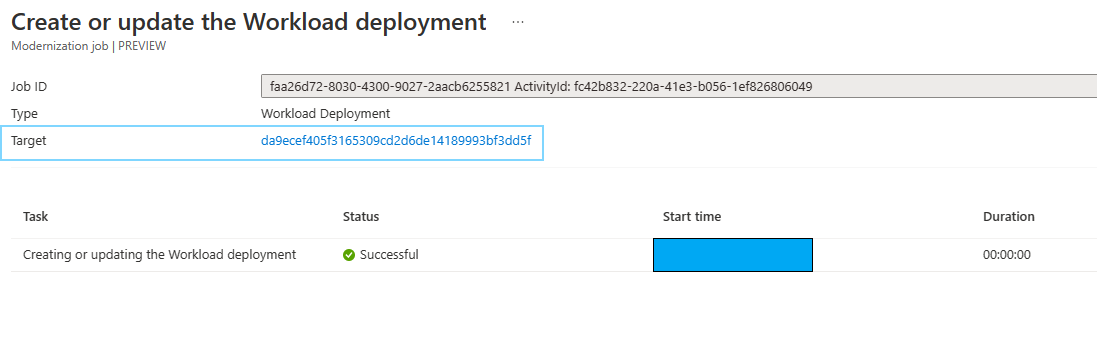 Create or update the Workload deployment ...
Modernization job | PREVIEW
Job ID faa26d72-8030-4300-9027-2aacb6255821 ActivityId: fc42b832-220a-41e3-b056-1ef826806049
Type Workload Deployment
Target da9ecef405f3165309cd2d6de14189993bf3dd5f
Task Status Start time Duration
Creating or updating the Workload deployment Successful 00:00:00